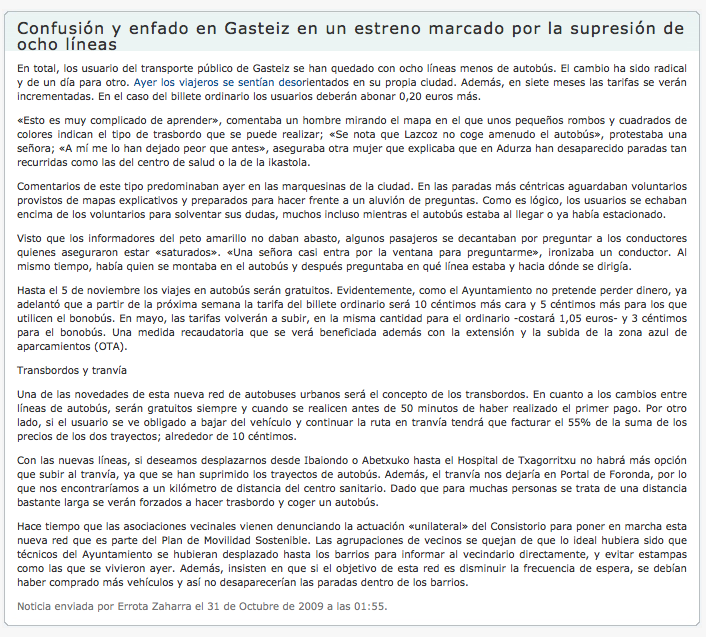 Confusión y enfado en Gasteiz en un estreno marcado por la supresión de
ocho líneas
En total, los usuario del transporte público de Gasteiz se han quedado con ocho líneas menos de autobús. El cambio ha sido radical
y de un día para otro. Ayer los viajeros se sentían desorientados en su propia ciudad. Además, en siete meses las tarifas se verán
incrementadas. En el caso del billete ordinario los usuarios deberán abonar 0,20 euros más.
«Esto es muy complicado de aprender», comentaba un hombre mirando el mapa en el que unos pequeños rombos y cuadrados de
colores indican el tipo de trasbordo que se puede realizar; «Se nota que Lazcoz no coge amenudo el autobús», protestaba una
señora; «A mí me lo han dejado peor que antes», aseguraba otra mujer que explicaba que en Adurza han desaparecido paradas tan
recurridas como las del centro de salud o la de la ikastola.
Comentarios de este tipo predominaban ayer en las marquesinas de la ciudad. En las paradas más céntricas aguardaban voluntarios
provistos de mapas explicativos y preparados para hacer frente a un aluvión de preguntas. Como es lógico, los usuarios se echaban
encima de los voluntarios para solventar sus dudas, muchos incluso mientras el autobús estaba al llegar o ya había estacionado.
Visto que los informadores del peto amarillo no daban abasto, algunos pasajeros se decantaban por preguntar a los conductores
quienes aseguraron estar «saturados». «Una señora casi entra por la ventana para preguntarme», ironizaba un conductor. Al
mismo tiempo, había quien se montaba en el autobús y después preguntaba en qué línea estaba y hacia dónde se dirigía.
Hasta el 5 de noviembre los viajes en autobús serán gratuitos. Evidentemente, como el Ayuntamiento no pretende perder dinero, ya
adelantó que a partir de la próxima semana la tarifa del billete ordinario será 10 céntimos más cara y 5 céntimos más para los que
utilicen el bonobús. En mayo, las tarifas volverán a subir, en la misma cantidad para el ordinario -costará 1,05 euros- y 3 céntimos
para el bonobús. Una medida recaudatoria que se verá beneficiada además con la extensión y la subida de la zona azul de
aparcamientos (OTA).
Transbordos y tranvía
Una de las novedades de esta nueva red de autobuses urbanos será el concepto de los transbordos. En cuanto a los cambios entre
líneas de autobús, serán gratuitos siempre y cuando se realicen antes de 50 minutos de haber realizado el primer pago. Por otro
lado, si el usuario se ve obligado a bajar del vehículo y continuar la ruta en tranvía tendrá que facturar el 55% de la suma de los
precios de los dos trayectos; alrededor de 10 céntimos.
Con las nuevas líneas, si deseamos desplazarnos desde Ibaiondo o Abetxuko hasta el Hospital de Txagorritxu no habrá más opción
que subir al tranvía, ya que se han suprimido los trayectos de autobús. Además, el tranvía nos dejaría en Portal de Foronda, por lo
que nos encontraríamos a un kilómetro de distancia del centro sanitario. Dado que para muchas personas se trata de una distancia
bastante larga se verán forzados a hacer trasbordo y coger un autobús.
Hace tiempo que las asociaciones vecinales vienen denunciando la actuación «unilateral» del Consistorio para poner en marcha esta
nueva red que es parte del Plan de Movilidad Sostenible. Las agrupaciones de vecinos se quejan de que lo ideal hubiera sido que
técnicos del Ayuntamiento se hubieran desplazado hasta los barrios para informar al vecindario directamente, y evitar estampas
como las que se vivieron ayer. Además, insisten en que si el objetivo de esta red es disminuir la frecuencia de espera, se debían
haber comprado más vehículos y así no desaparecerían las paradas dentro de los barrios.
Noticia enviada por Errota Zaharra el 31 de Octubre de 2009 a las 01:55.